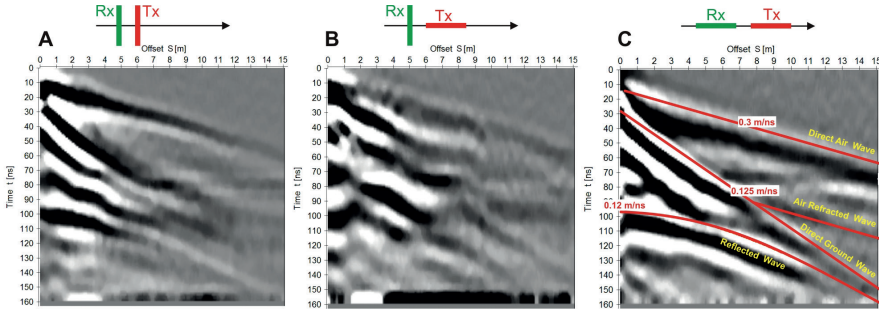 Rx Tx
A
Offset S [m]
0 1 2 3 4 5 6 7 8 9 10 11 12 13 14 15
Time t [ns]
0
10
20
30
40
50
60
70
80
90
100
110
120
130
140
150
160
Rx Tx
B
Offset S [m]
0 1 2 3 4 5 6 7 8 9 10 11 12 13 14 15
Time t [ns]
0
10
20
30
40
50
60
70
80
90
100
110
120
130
140
150
160
Rx Tx
C
Offset S [m]
0 1 2 3 4 5 6 7 8 9 10 11 12 13 14 15
Time t [ns]
0
10
20
30
40
50
60
70
80
90
100
110
120
130
140
150
160
0.3 m/ns
Direct Air Wave
0.125 m/ns
0.12 m/ns
Air Refracted Wave
Direct Ground Wave
Reflected Wave